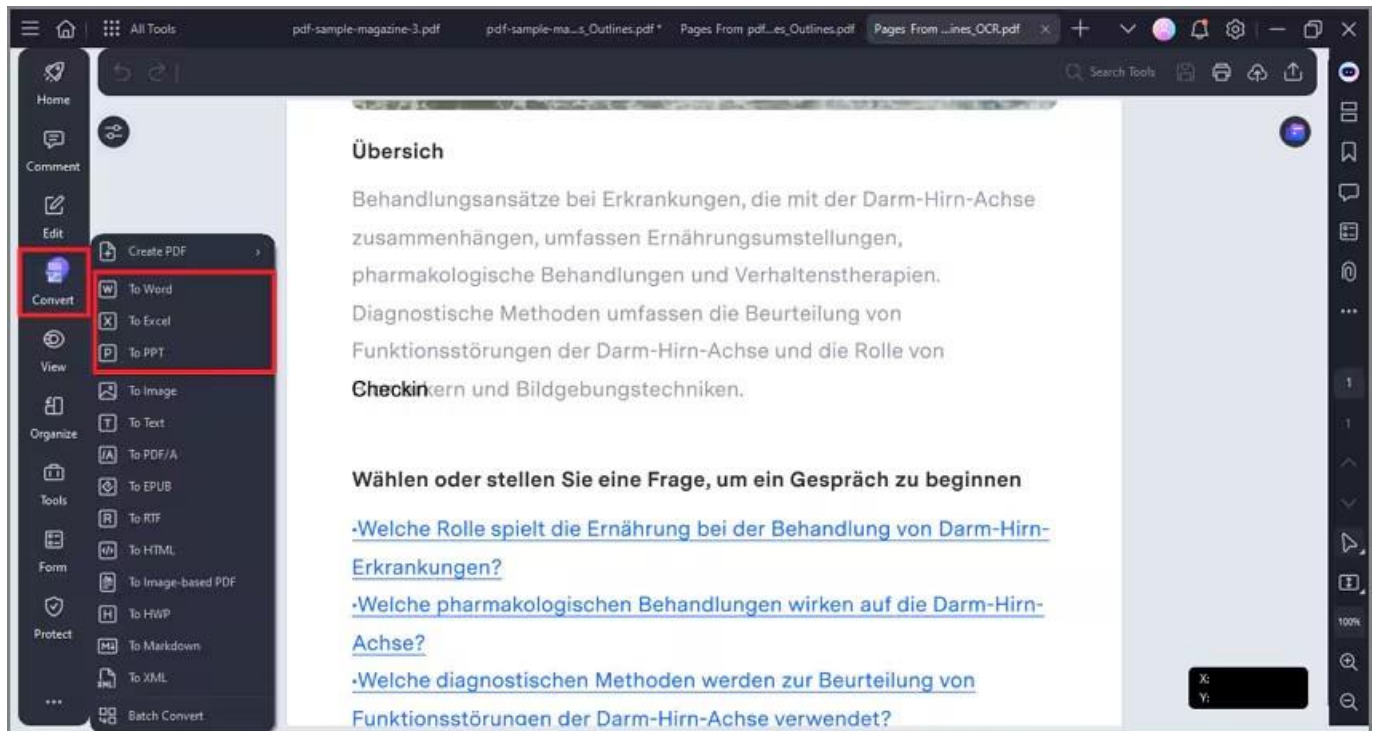 All Tools
pdf-sample-magazine-3.pdf
pdf-sample-ma...s_Outlines.pdf *
Pages From pdf...es_Outlines.pdf
Pages From ...ines_OCR.pdf
Search Tools
Home
Comment
Edit
Convert
View
Organize
Tools
Form
Protect
Create PDF
To Word
To Excel
To PPT
To Image
To Text
To PDF/A
To EPUB
To RTF
To HTML
To Image-based PDF
To HWP
To Markdown
To XML
Batch Convert
Übersich
Behandlungsansätze bei Erkrankungen, die mit der Darm-Hirn-Achse
zusammenhängen, umfassen Ernährungsumstellungen,
pharmakologische Behandlungen und Verhaltenstherapien.
Diagnostische Methoden umfassen die Beurteilung von
Funktionsstörungen der Darm-Hirn-Achse und die Rolle von
Checkin kern und Bildgebungstechniken.
Wählen oder stellen Sie eine Frage, um ein Gespräch zu beginnen
•Welche Rolle spielt die Ernährung bei der Behandlung von Darm-Hirn-
Erkrankungen?
•Welche pharmakologischen Behandlungen wirken auf die Darm-Hirn-
Achse?
•Welche diagnostischen Methoden werden zur Beurteilung von
Funktionsstörungen der Darm-Hirn-Achse verwendet?
1
1
100%
X:
Y: